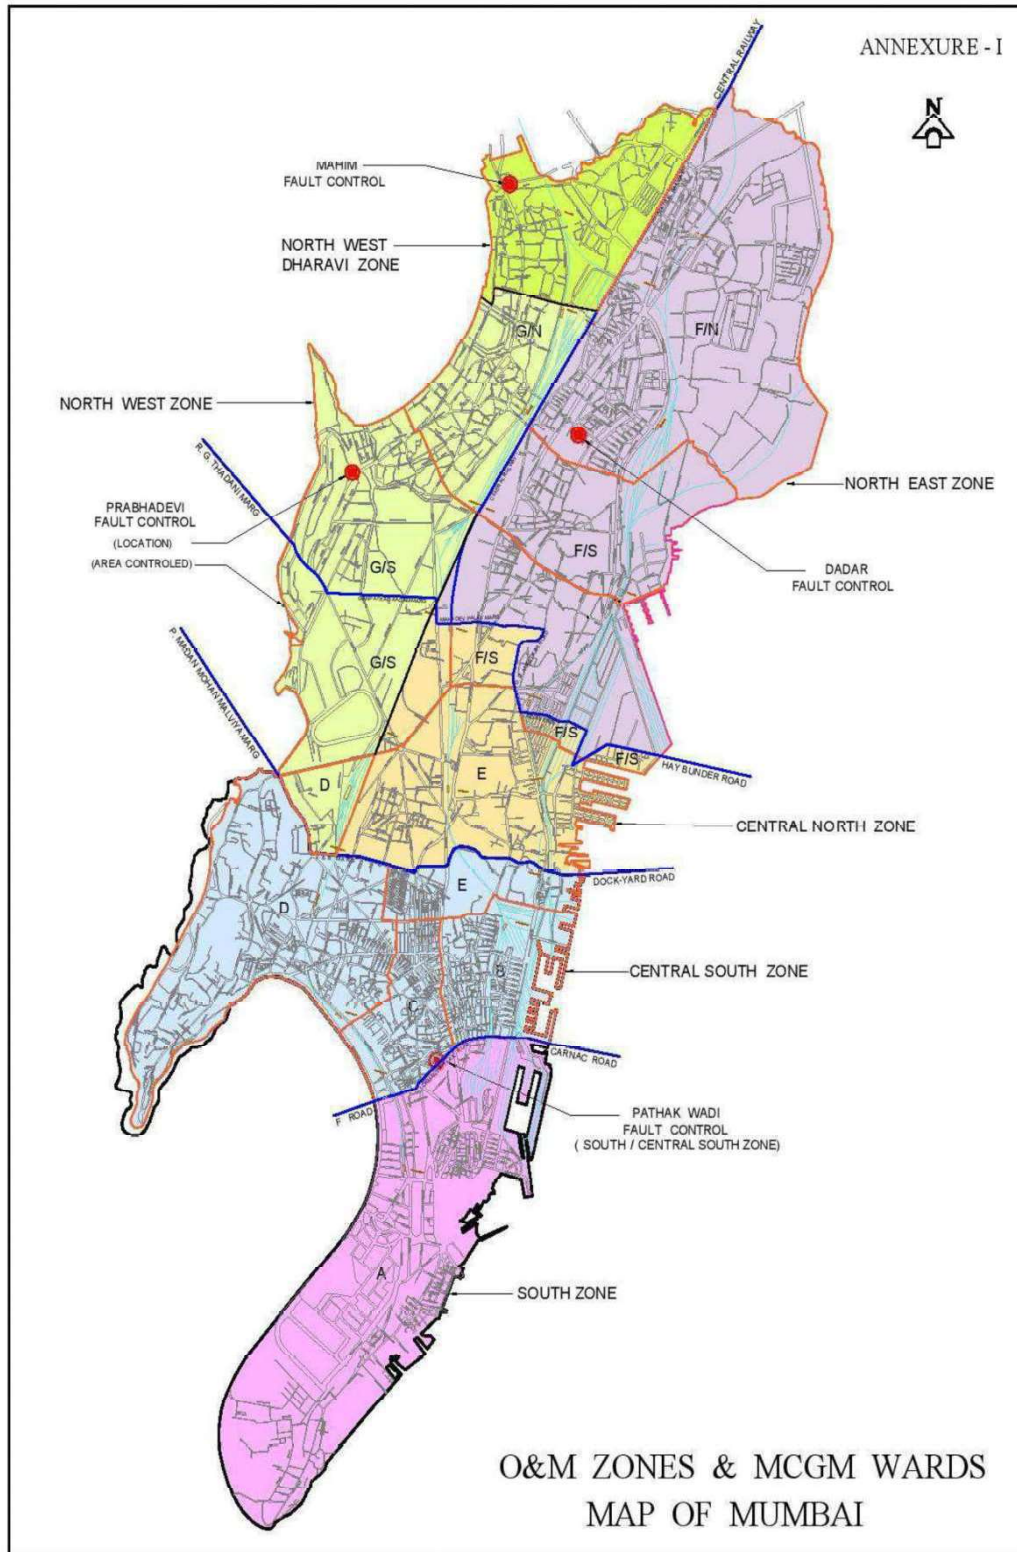 ANNEXURE - I
N
CENTRAL RAILWAY
MAHIM
FAULT CONTROL
NORTH WEST
DHARAVI ZONE
G/N
F/N
NORTH WEST ZONE
R. G. THADANI MARG
NORTH EAST ZONE
PRABHADEVI
FAULT CONTROL
(LOCATION)
(AREA CONTROLED)
F/S
DADAR
FAULT CONTROL
G/S
G/S
F/S
P. MADAN MOHAN MALVIYA MARG
F/S
F/S
HAY BUNDER ROAD
D
E
CENTRAL NORTH ZONE
DOCK-YARD ROAD
E
D
CENTRAL SOUTH ZONE
B
C
CARNAC ROAD
F ROAD
PATHAK WADI
FAULT CONTROL
( SOUTH / CENTRAL SOUTH ZONE)
A
SOUTH ZONE
O&M ZONES & MCGM WARDS
MAP OF MUMBAI